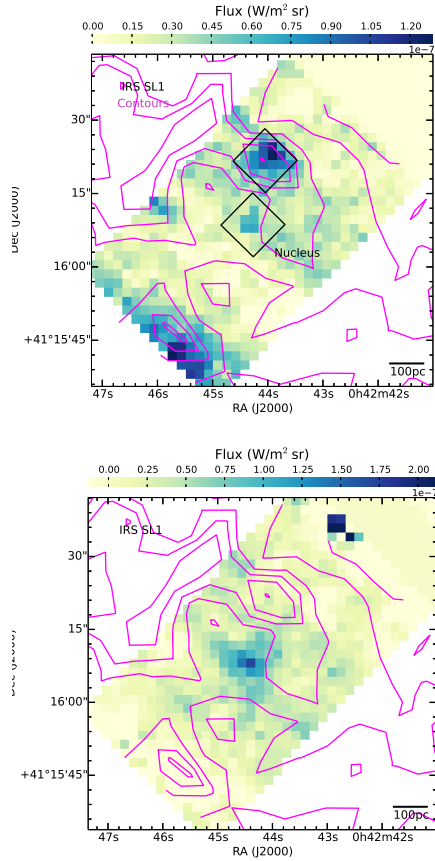 Flux (W/m² sr)
0.00 0.15 0.30 0.45 0.60 0.75 0.90 1.05 1.20
1e−7
IRS SL1
Contours
30"
15"
16'00"
+41°15'45"
Nucleus
100pc
47s 46s 45s 44s 43s 0h42m42s
RA (J2000)
Flux (W/m² sr)
0.00 0.25 0.50 0.75 1.00 1.25 1.50 1.75 2.00
IRS SL1
30"
15"
16'00"
+41°15'45"
100pc
47s 46s 45s 44s 43s 0h42m42s
RA (J2000)